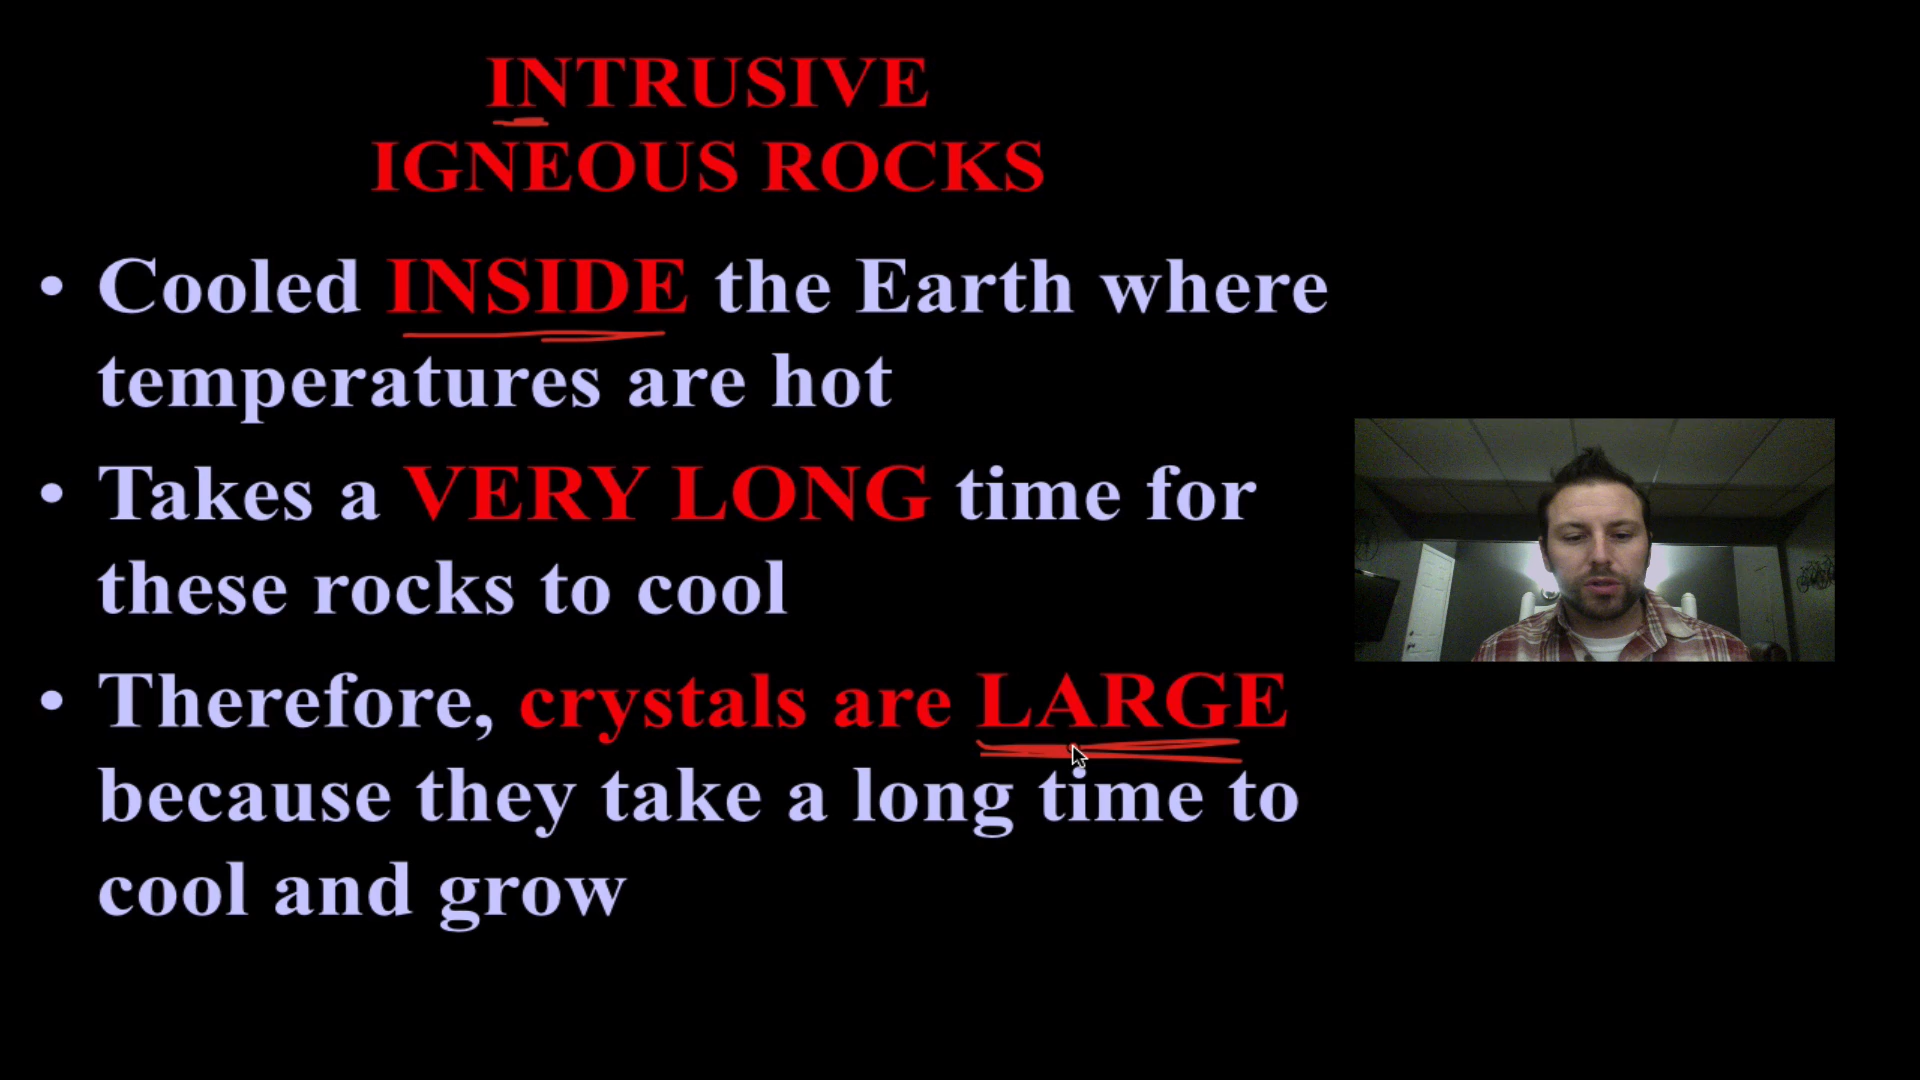 INTRUSIVE
IGNEOUS ROCKS
• Cooled INSIDE the Earth where
temperatures are hot
• Takes a VERY LONG time for
these rocks to cool
• Therefore, crystals are LARGE
because they take a long time to
cool and grow